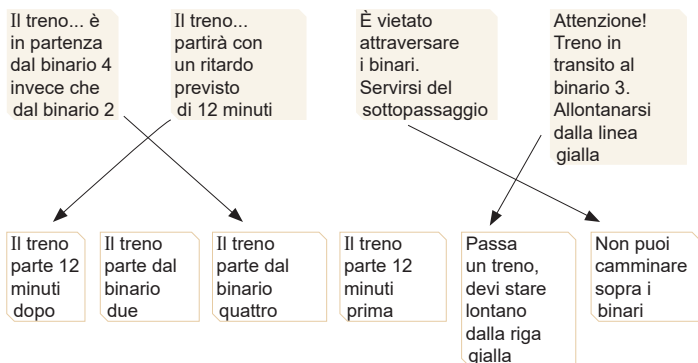 Il treno... è
in partenza
dal binario 4
invece che
dal binario 2
Il treno...
partirà con
un ritardo
previsto
di 12 minuti
È vietato
attraversare
i binari.
Servirsi del
sottopassaggio
Attenzione!
Treno in
transito al
binario 3.
Allontanarsi
dalla linea
gialla
Il treno
parte 12
minuti
dopo
Il treno
parte dal
binario
due
Il treno
parte dal
binario
quattro
Il treno
parte 12
minuti
prima
Passa
un treno,
devi stare
lontano
dalla riga
gialla
Non puoi
camminare
sopra i
binari